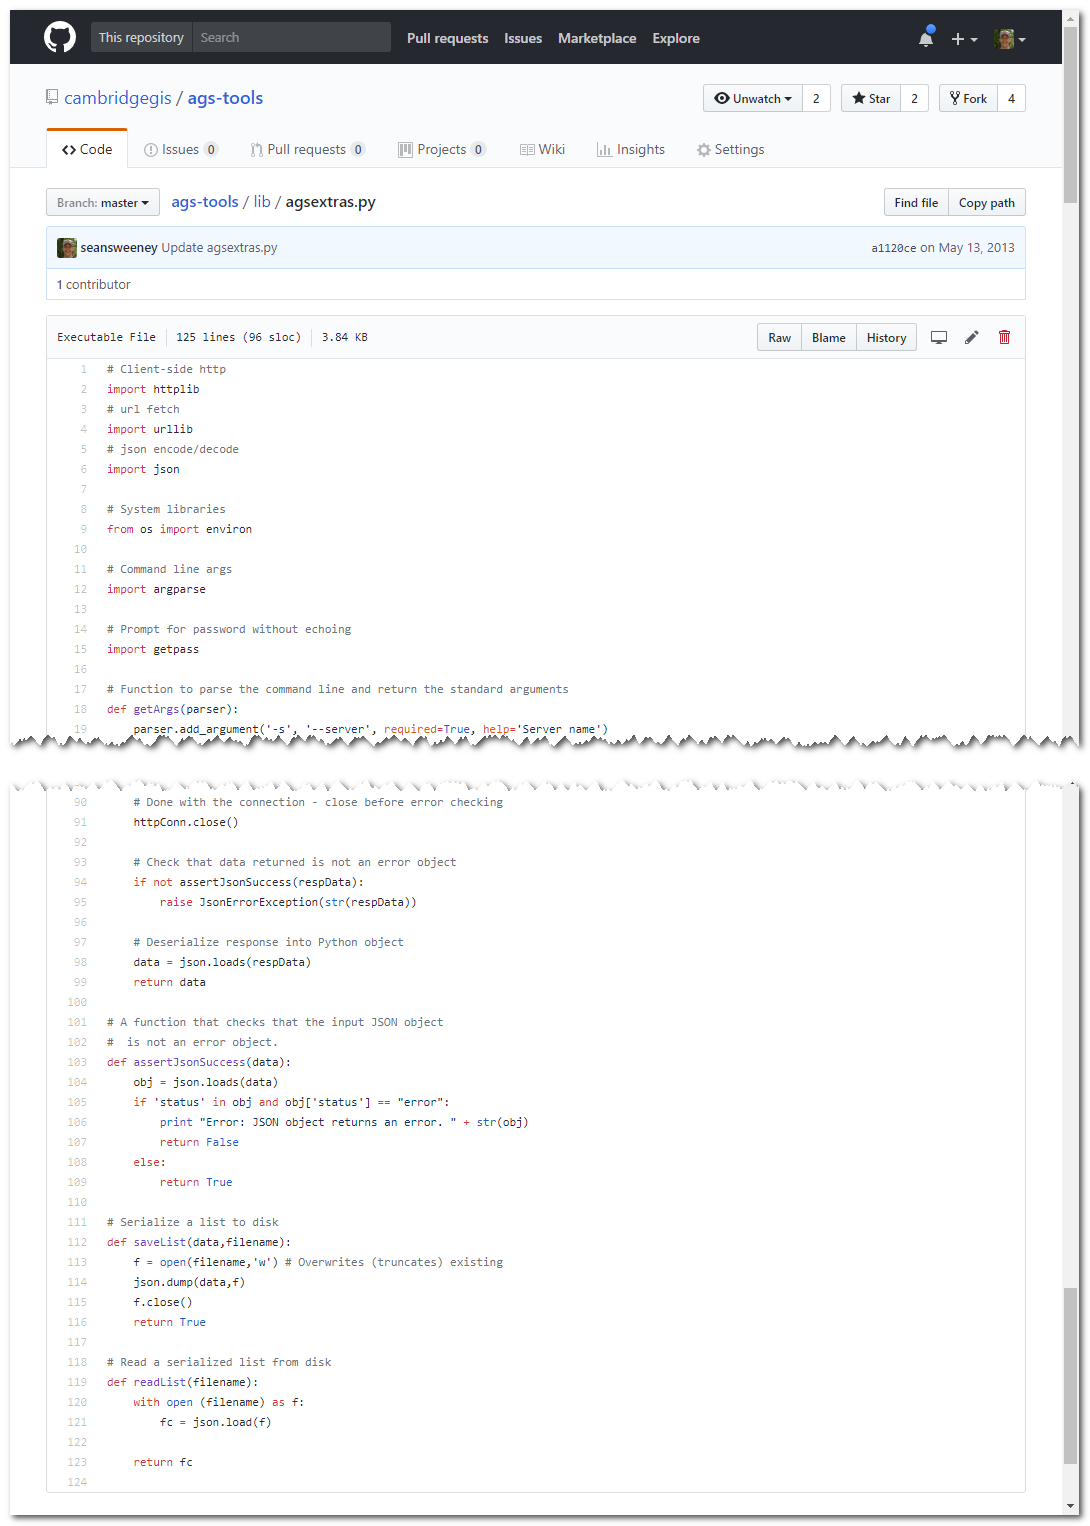 This repository Search Pull requests Issues Marketplace Explore
cambridgegis / ags-tools Unwatch 2 Star 2 Fork 4
<> Code Issues 0 Pull requests 0 Projects 0 Wiki Insights Settings
Branch: master ags-tools / lib / agsextras.py Find file Copy path
seansweeney Update agsextras.py a1120ce on May 13, 2013
1 contributor
Executable File 125 lines (96 sloc) 3.84 KB Raw Blame History
1 # Client-side http
2 import httplib
3 # url fetch
4 import urllib
5 # json encode/decode
6 import json
7
8 # System libraries
9 from os import environ
10
11 # Command line args
12 import argparse
13
14 # Prompt for password without echoing
15 import getpass
16
17 # Function to parse the command line and return the standard arguments
18 def getArgs(parser):
19 parser.add_argument('-s', '--server', required=True, help='Server name')
90 # Done with the connection - close before error checking
91 httpConn.close()
92
93 # Check that data returned is not an error object
94 if not assertJsonSuccess(respData):
95 raise JsonErrorException(str(respData))
96
97 # Deserialize response into Python object
98 data = json.loads(respData)
99 return data
100
101 # A function that checks that the input JSON object
102 #  is not an error object.
103 def assertJsonSuccess(data):
104 obj = json.loads(data)
105 if 'status' in obj and obj['status'] == "error":
106 print "Error: JSON object returns an error. " + str(obj)
107 return False
108 else:
109 return True
110
111 # Serialize a list to disk
112 def saveList(data,filename):
113 f = open(filename,'w') # Overwrites (truncates) existing
114 json.dump(data,f)
115 f.close()
116 return True
117
118 # Read a serialized list from disk
119 def readList(filename):
120 with open (filename) as f:
121 fc = json.load(f)
122
123 return fc
124